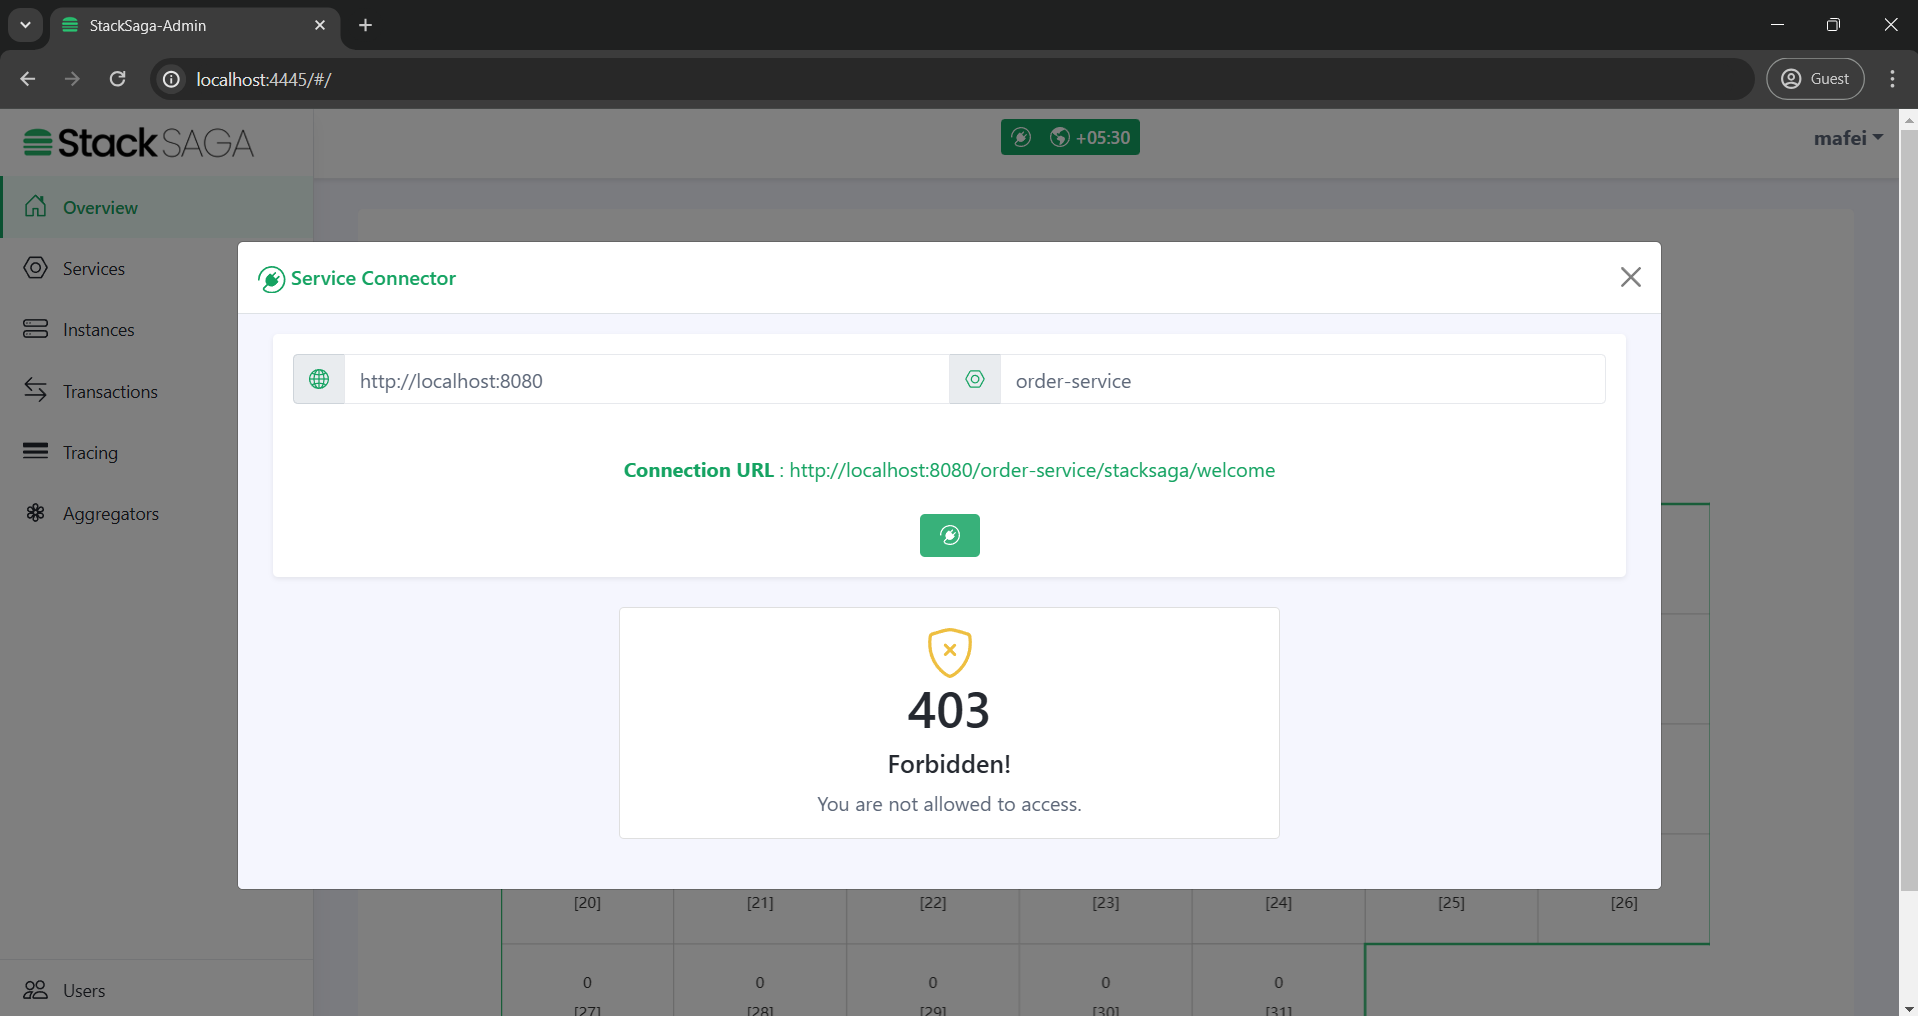 StackSaga-Admin
localhost:4445/#/
Guest
StackSAGA
+05:30
mafei
Overview
Services
Instances
Transactions
Tracing
Aggregators
Users
Service Connector
http://localhost:8080
order-service
Connection URL : http://localhost:8080/order-service/stacksaga/welcome
403
Forbidden!
You are not allowed to access.
[20] [21] [22] [23] [24] [25] [26]
0 0 0 0 0
[27] [28] [29] [30] [31]